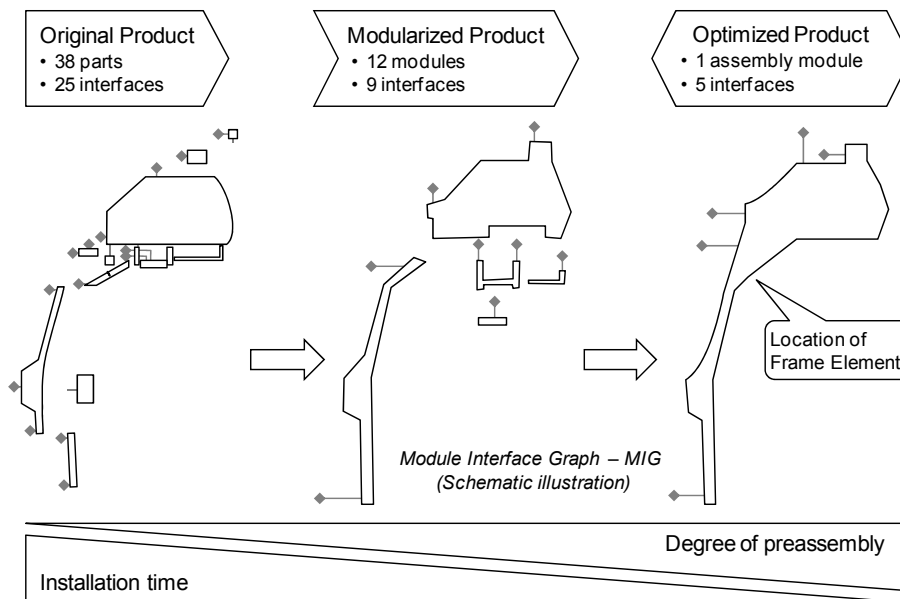 Original Product
• 38 parts
• 25 interfaces
Modularized Product
• 12 modules
• 9 interfaces
Optimized Product
• 1 assembly module
• 5 interfaces
Location of
Frame Element
Module Interface Graph – MIG
(Schematic illustration)
Degree of preassembly
Installation time